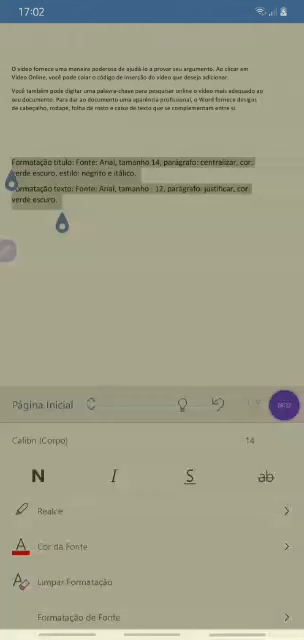 17:02
O vídeo fornece uma maneira poderosa de ajudá-lo a provar seu argumento. Ao clicar em
Vídeo Online, você pode colar o código de inserção do vídeo que deseja adicionar.
Você também pode digitar uma palavra-chave para pesquisar online o vídeo mais adequado ao
seu documento. Para dar ao documento uma aparência profissional, o Word fornece designs
de cabeçalho, rodapé, folha de rosto e caixa de texto que se complementam entre si.
Formatação título: Fonte: Arial, tamanho 14, parágrafo: centralizar, cor:
verde escuro, estilo: negrito e itálico.
Formatação texto: Fonte: Arial, tamanho : 12, parágrafo: justificar, cor:
verde escuro.
Página Inicial
Calibri (Corpo) 14
N I S ab
Realce
A Cor da Fonte
A Limpar Formatação
Formatação de Fonte